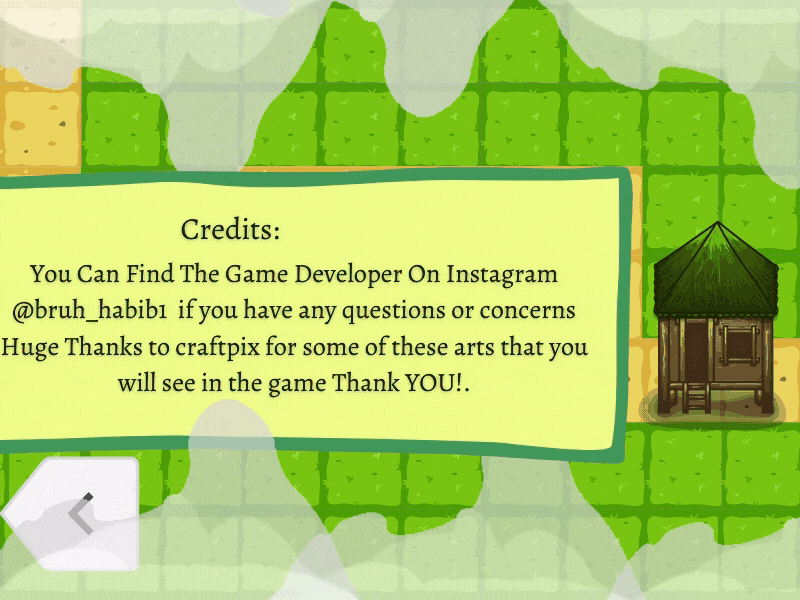 Credits:
You Can Find The Game Developer On Instagram
@bruh_habib1 if you have any questions or concerns
Huge Thanks to craftpix for some of these arts that you
will see in the game Thank YOU!.